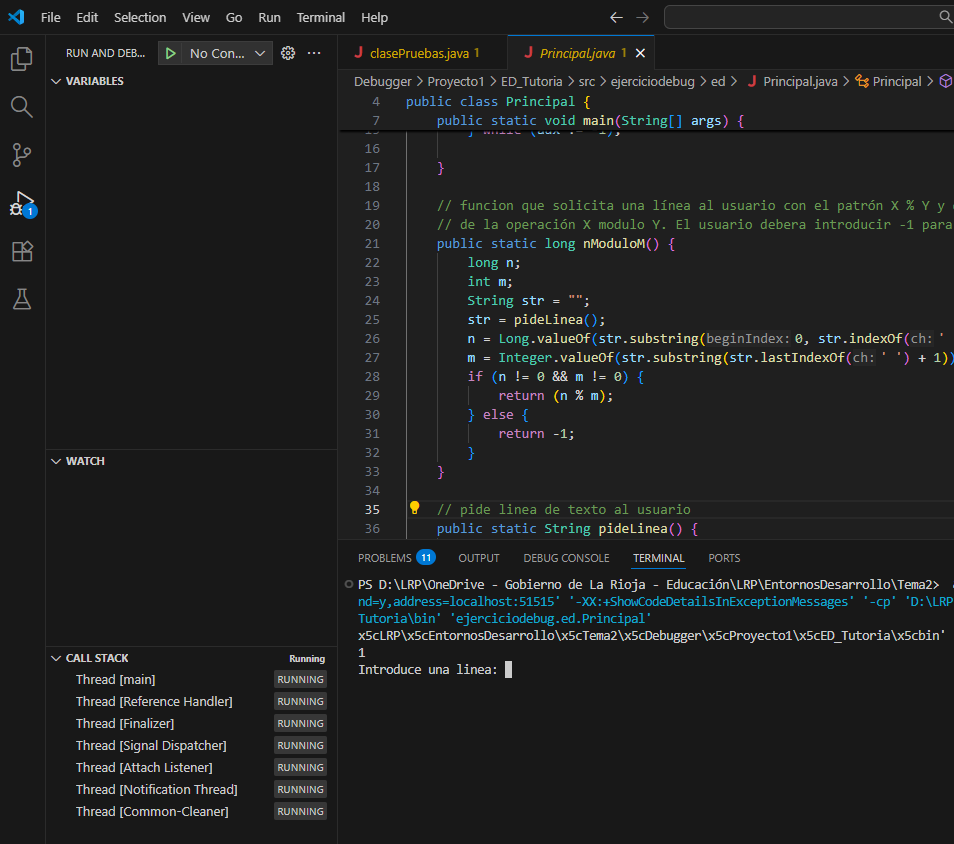 File Edit Selection View Go Run Terminal Help
RUN AND DEB... No Con...
VARIABLES
WATCH
CALL STACK Running
Thread [main] RUNNING
Thread [Reference Handler] RUNNING
Thread [Finalizer] RUNNING
Thread [Signal Dispatcher] RUNNING
Thread [Attach Listener] RUNNING
Thread [Notification Thread] RUNNING
Thread [Common-Cleaner] RUNNING
1
clasePruebas.java 1 Principal.java 1
Debugger > Proyecto1 > ED_Tutoria > src > ejerciciodebug > ed > Principal.java > Principal >
4 public class Principal {
7 public static void main(String[] args) {
15 } while (aux != -1);
16
17 }
18
19 // funcion que solicita una línea al usuario con el patrón X % Y y
20 // de la operación X modulo Y. El usuario debera introducir -1 para
21 public static long nModuloM() {
22 long n;
23 int m;
24 String str = "";
25 str = pideLinea();
26 n = Long.valueOf(str.substring(beginIndex: 0, str.indexOf(ch: '
27 m = Integer.valueOf(str.substring(str.lastIndexOf(ch: ' ') + 1))
28 if (n != 0 && m != 0) {
29 return (n % m);
30 } else {
31 return -1;
32 }
33 }
34
35 // pide linea de texto al usuario
36 public static String pideLinea() {
PROBLEMS 11 OUTPUT DEBUG CONSOLE TERMINAL PORTS
PS D:\LRP\OneDrive - Gobierno de La Rioja - Educación\LRP\EntornosDesarrollo\Tema2>
nd=y,address=localhost:51515' '-XX:+ShowCodeDetailsInExceptionMessages' '-cp' 'D:\LRP
Tutoria\bin' 'ejerciciodebug.ed.Principal'
x5cLRP\x5cEntornosDesarrollo\x5cTema2\x5cDebugger\x5cProyecto1\x5cED_Tutoria\x5cbin'
1
Introduce una linea: